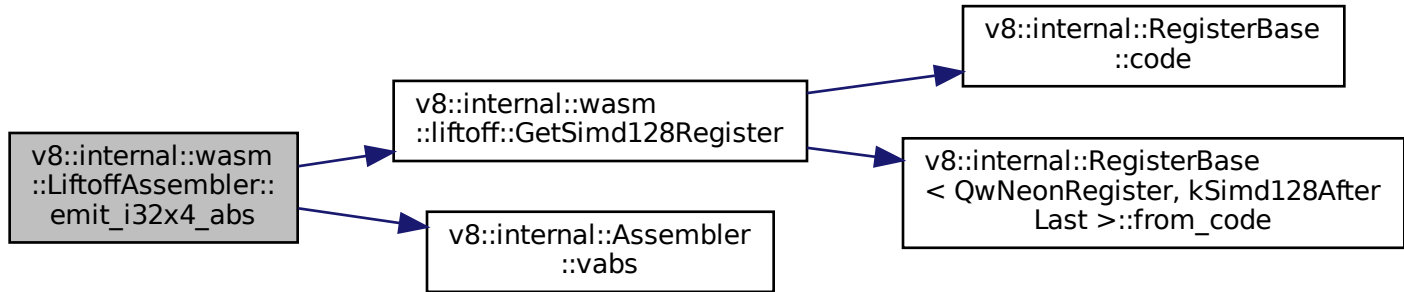 v8::internal::wasm
::LiftoffAssembler::
emit_i32x4_abs
v8::internal::wasm
::liftoff::GetSimd128Register
v8::internal::RegisterBase
::code
v8::internal::RegisterBase
< QwNeonRegister, kSimd128After
Last >::from_code
v8::internal::Assembler
::vabs